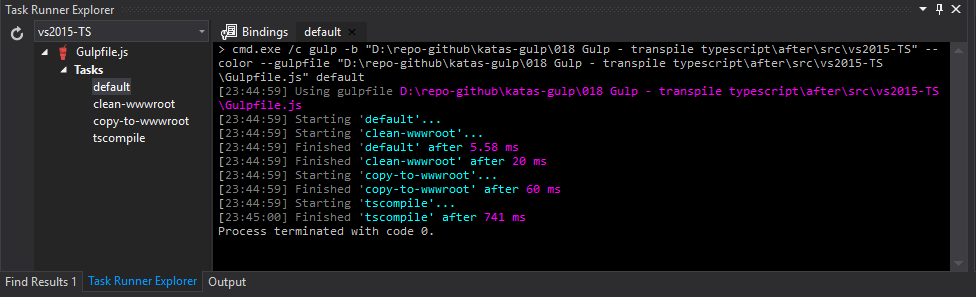 Task Runner Explorer
vs2015-TS
Gulpfile.js
Tasks
default
clean-wwwroot
copy-to-wwwroot
tscompile
Bindings
default
> cmd.exe /c gulp -b "D:\repo-github\katas-gulp\018 Gulp - transpile typescript\after\src\vs2015-TS" --
color --gulpfile "D:\repo-github\katas-gulp\018 Gulp - transpile typescript\after\src\vs2015-TS
\Gulpfile.js" default
[23:44:59] Using gulpfile D:\repo-github\katas-gulp\018 Gulp - transpile typescript\after\src\vs2015-TS
\Gulpfile.js
[23:44:59] Starting 'default'...
[23:44:59] Starting 'clean-wwwroot'...
[23:44:59] Finished 'default' after 5.58 ms
[23:44:59] Finished 'clean-wwwroot' after 20 ms
[23:44:59] Starting 'copy-to-wwwroot'...
[23:44:59] Finished 'copy-to-wwwroot' after 60 ms
[23:44:59] Starting 'tscompile'...
[23:45:00] Finished 'tscompile' after 741 ms
Process terminated with code 0.
Find Results 1
Task Runner Explorer
Output